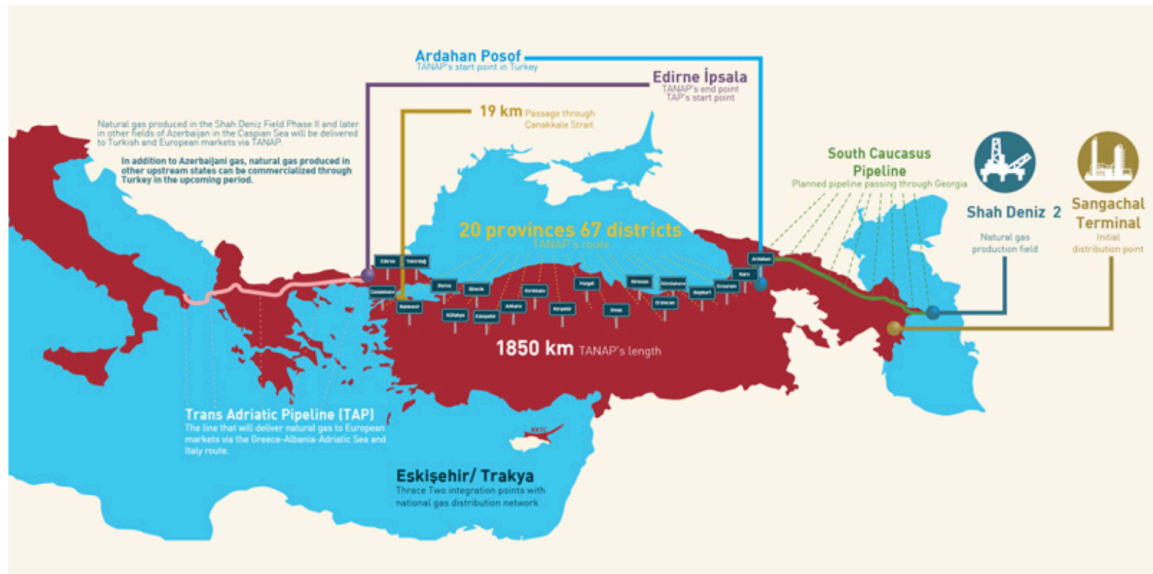 Ardahan Posof
TANAP's start point in Turkey
Edirne İpsala
TANAP's end point
TAP's start point
19 km Passage through
Çanakkale Strait
Natural gas produced in the Shah Deniz Field Phase II and later
in other fields of Azerbaijan in the Caspian Sea will be delivered
to Turkish and European markets via TANAP.
In addition to Azerbaijani gas, natural gas produced in
other upstream states can be commercialized through
Turkey in the upcoming period.
South Caucasus
Pipeline
Planned pipeline passing through Georgia
Shah Deniz 2
Natural gas
production field
Sangachal
Terminal
Initial
distribution point
20 provinces 67 districts
TANAP's route
Edirne
Tekirdağ
Çanakkale
Balıkesir
Bursa
Kütahya
Bilecik
Eskişehir
Ankara
Kırıkkale
Kırşehir
Yozgat
Sivas
Giresun
Erzincan
Gümüşhane
Bayburt
Erzurum
Kars
Ardahan
1850 km TANAP's length
Trans Adriatic Pipeline (TAP)
The line that will deliver natural gas to European
markets via the Greece-Albania-Adriatic Sea and
Italy route.
KKTC
Eskişehir/ Trakya
Thrace Two integration points with
national gas distribution network